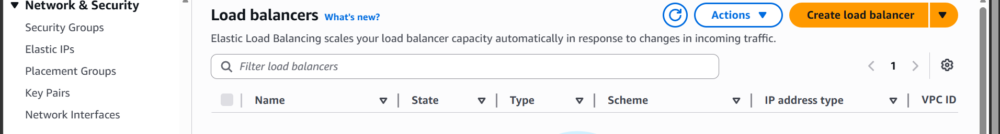 Network & Security
Security Groups
Elastic IPs
Placement Groups
Key Pairs
Network Interfaces
Load balancers What's new?
Actions
Create load balancer
Elastic Load Balancing scales your load balancer capacity automatically in response to changes in incoming traffic.
Filter load balancers
1
Name State Type Scheme IP address type VPC ID